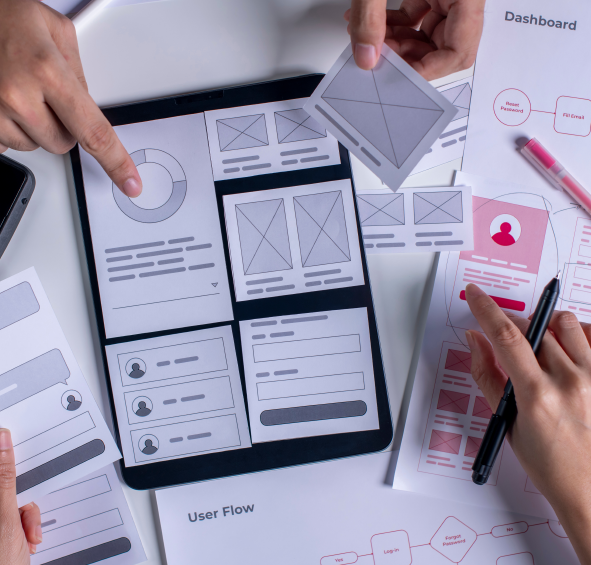 Dashboard
Reset
Password
Fill Email
User Flow
Yes
Log-In
Forgot
Password
No